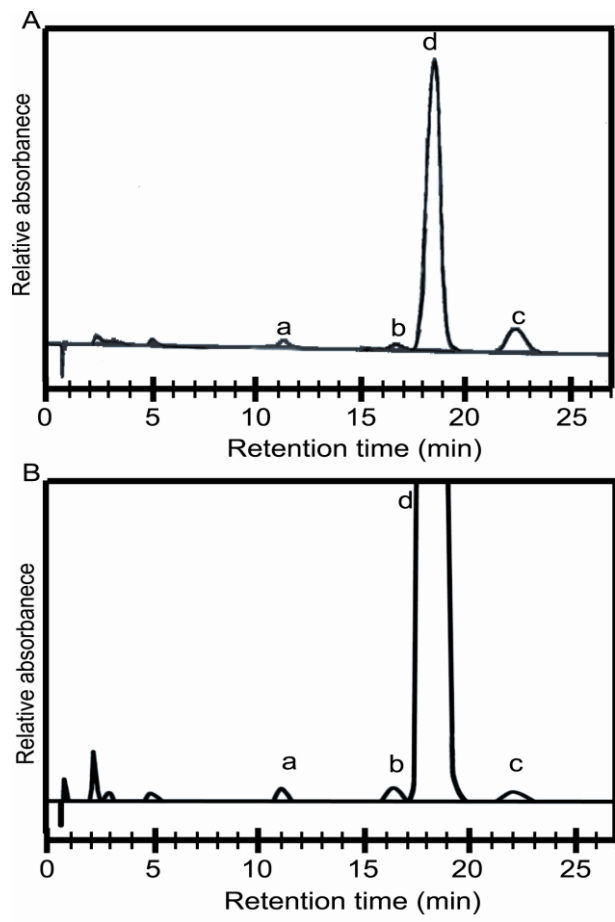 A
d
Relative absorbanece
a
b
c
0 5 10 15 20 25
Retention time (min)
B
d
Relative absorbanece
a
b
c
0 5 10 15 20 25
Retention time (min)